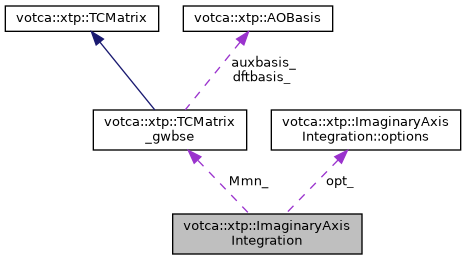 votca::xtp::TCMatrix
votca::xtp::AOBasis
auxbasis_
dftbasis_
votca::xtp::TCMatrix
_gwbse
votca::xtp::ImaginaryAxis
Integration::options
Mmn_
opt_
votca::xtp::ImaginaryAxis
Integration